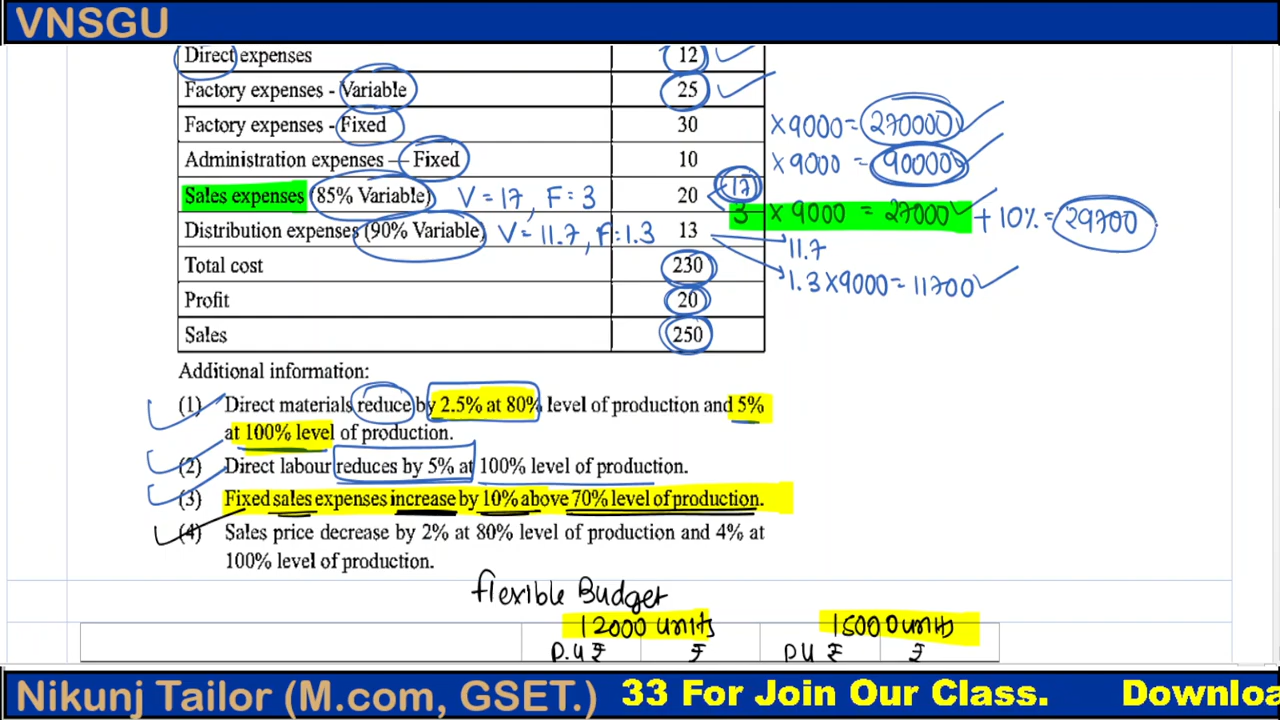 VNSGU
Direct expenses 12
Factory expenses - Variable 25
Factory expenses - Fixed 30 ×9000 = 270000
Administration expenses — Fixed 10 ×9000 = 90000
Sales expenses (85% Variable) V = 17 , F = 3 20 17
3 × 9000 = 27000 + 10% = 29700
Distribution expenses (90% Variable) V = 11.7, F = 1.3 13
11.7
Total cost 230
1.3 ×9000 = 11700
Profit 20
Sales 250
Additional information:
(1) Direct materials reduce by 2.5% at 80% level of production and 5%
at 100% level of production.
(2) Direct labour reduces by 5% at 100% level of production.
(3) Fixed sales expenses increase by 10% above 70% level of production.
(4) Sales price decrease by 2% at 80% level of production and 4% at
100% level of production.
flexible Budget
12000 units 15000 units
P.U ₹ ₹ PU ₹ ₹
Nikunj Tailor (M.com, GSET.) 33 For Join Our Class. Downloa